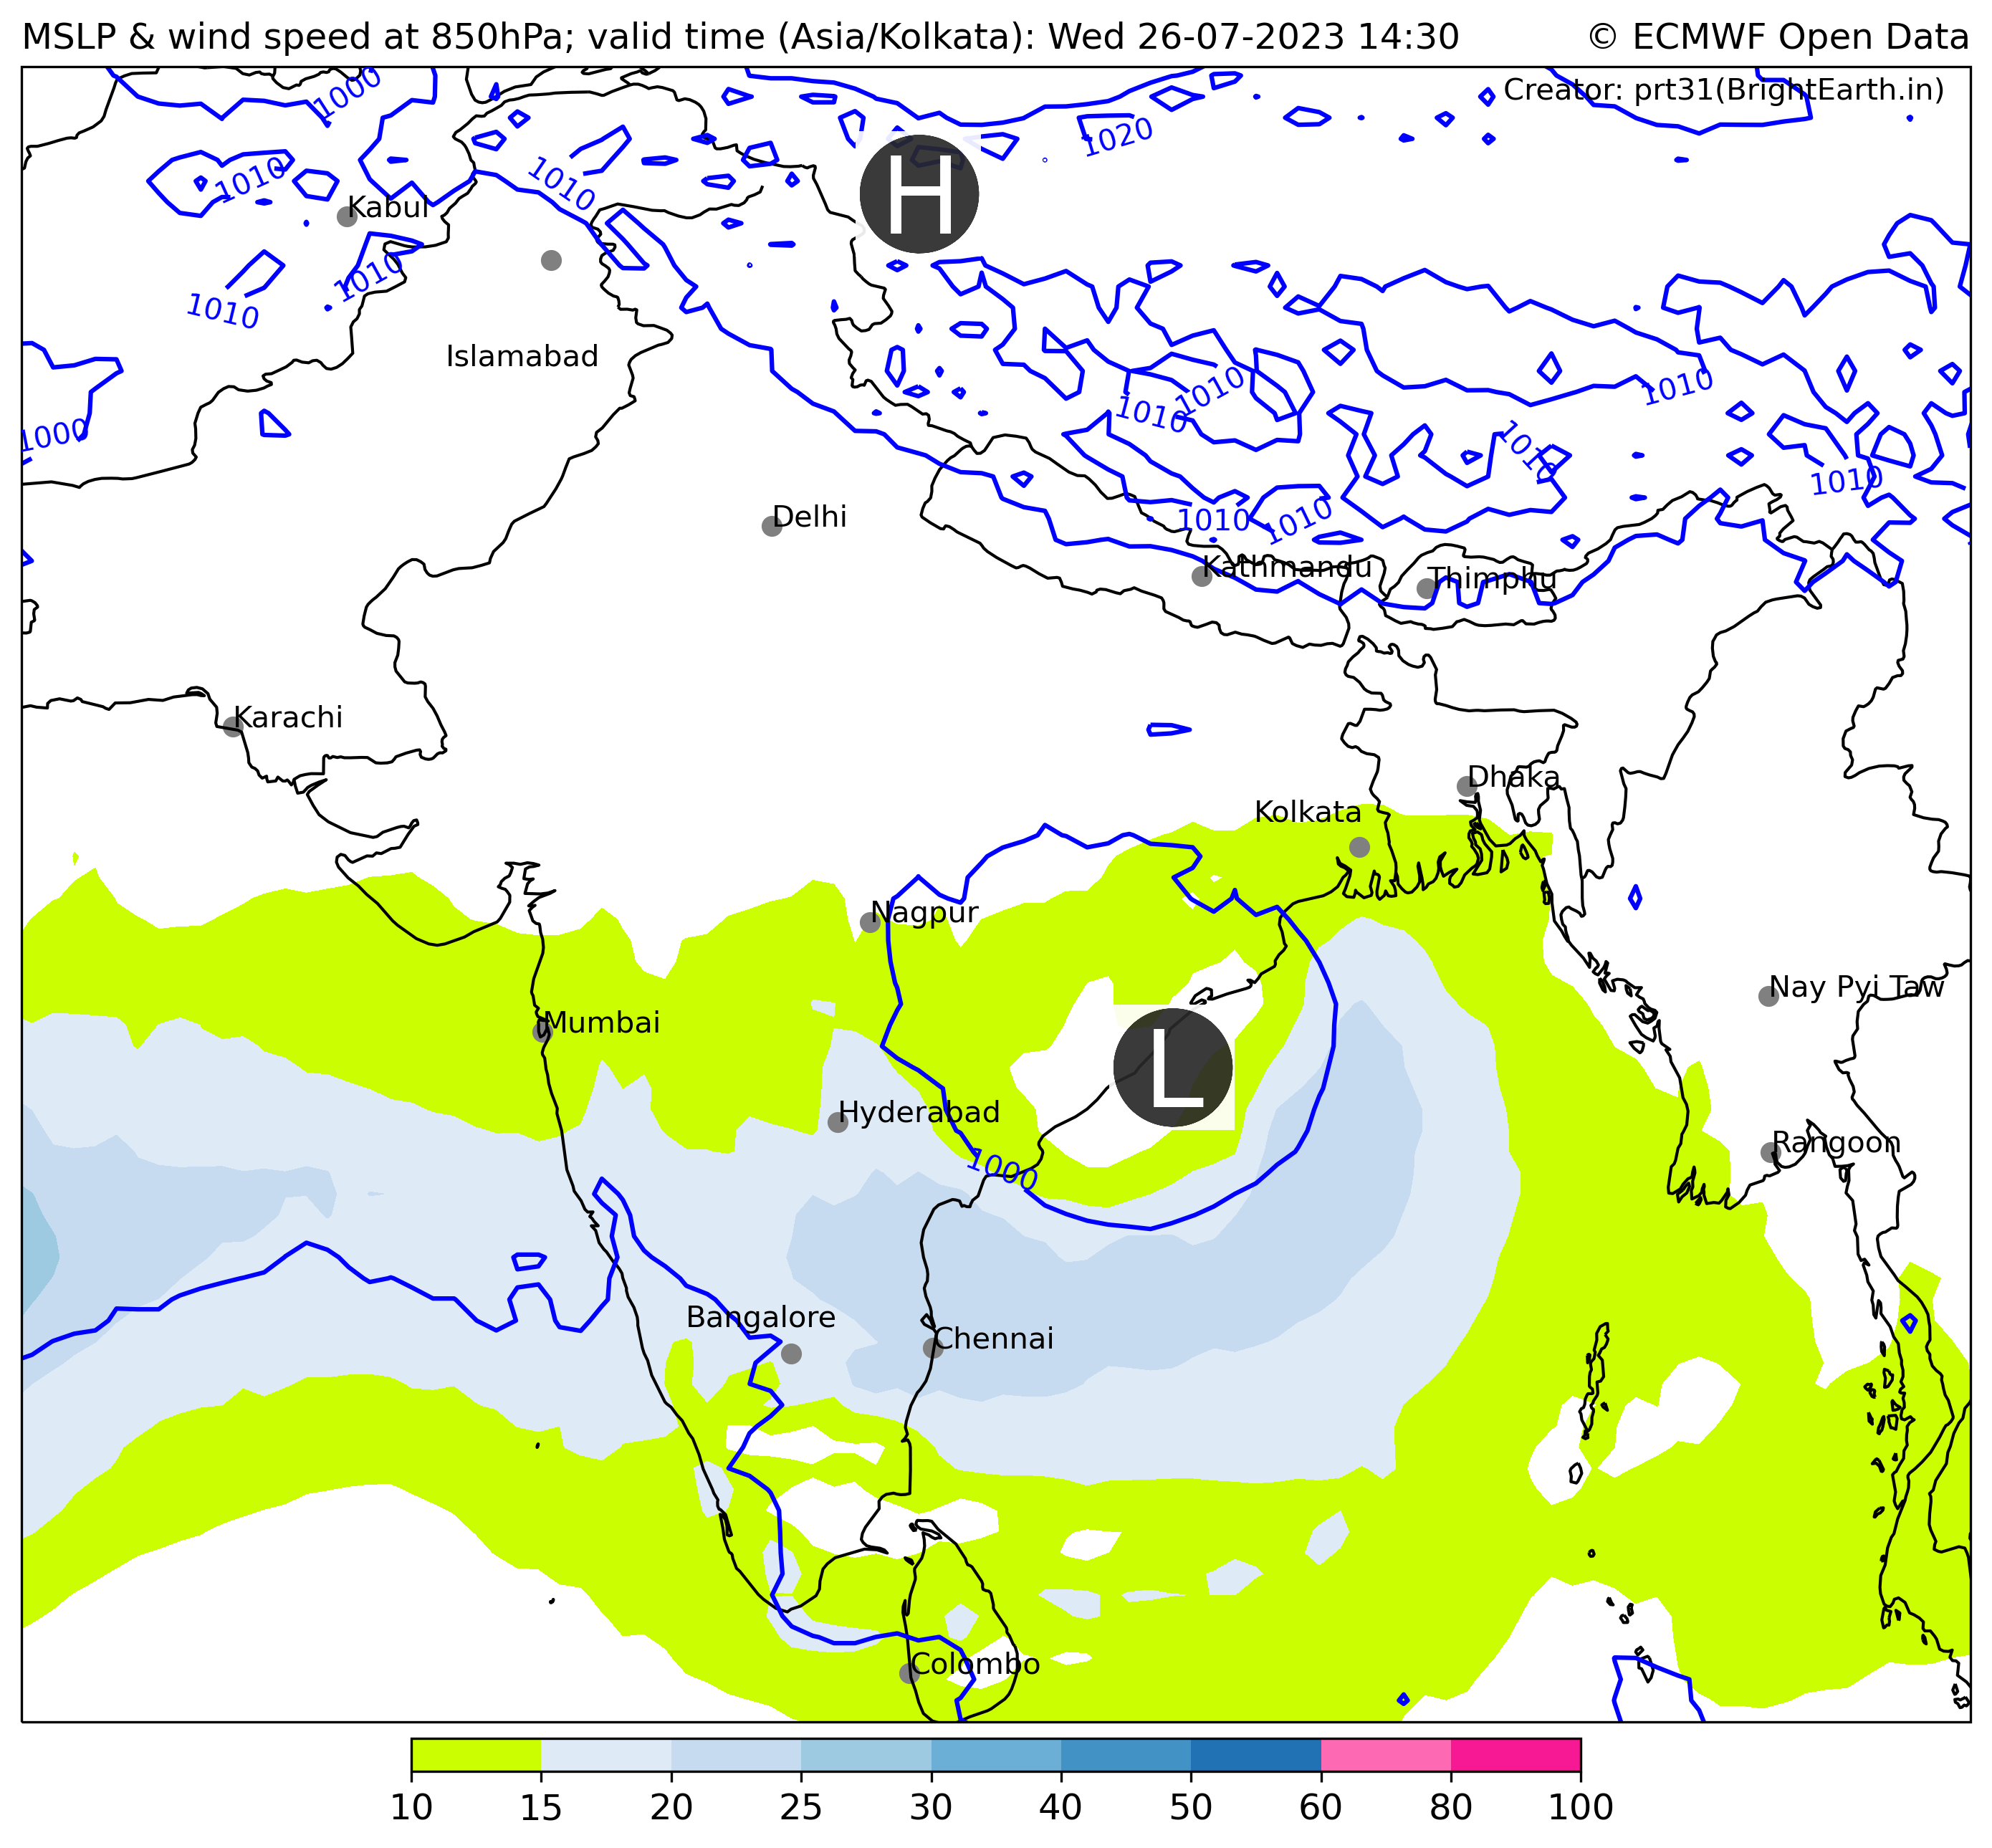 MSLP & wind speed at 850hPa; valid time (Asia/Kolkata): Wed 26-07-2023 14:30
© ECMWF Open Data
Creator: prt31(BrightEarth.in)
1000
1020
H
1010
1010
Kabul
1010
1010
Islamabad
1010
1010
1010
1000
1010
1010
Delhi
1010
1010
Kathmandu
Thimphu
Karachi
Dhaka
Kolkata
Nagpur
Nay Pyi Taw
Mumbai
L
Hyderabad
Rangoon
1000
Bangalore
Chennai
Colombo
10 15 20 25 30 40 50 60 80 100